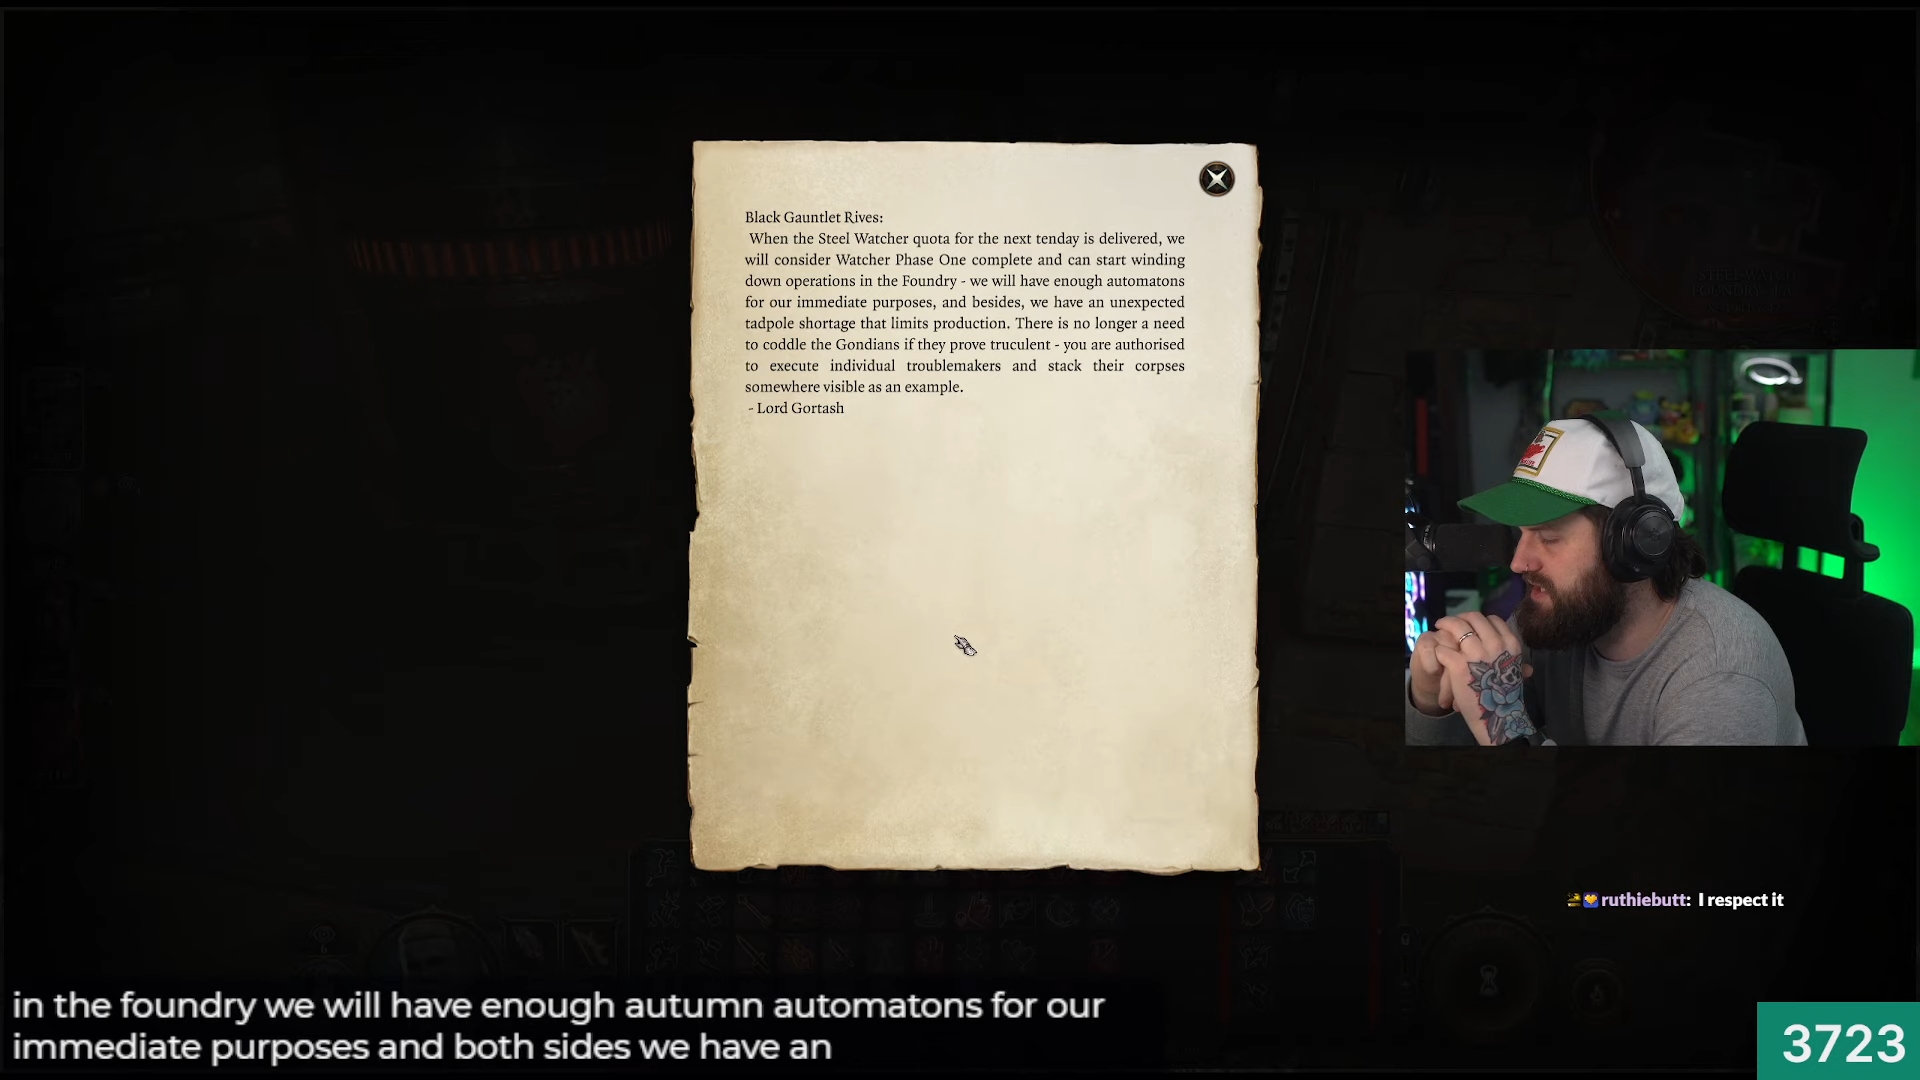 Black Gauntlet Rives:
When the Steel Watcher quota for the next tenday is delivered, we
will consider Watcher Phase One complete and can start winding
down operations in the Foundry - we will have enough automatons
for our immediate purposes, and besides, we have an unexpected
tadpole shortage that limits production. There is no longer a need
to coddle the Gondians if they prove truculent - you are authorised
to execute individual troublemakers and stack their corpses
somewhere visible as an example.
- Lord Gortash
STEEL WATCH
FOUNDRY
ruthiebutt: I respect it
in the foundry we will have enough autumn automatons for our
immediate purposes and both sides we have an
3723